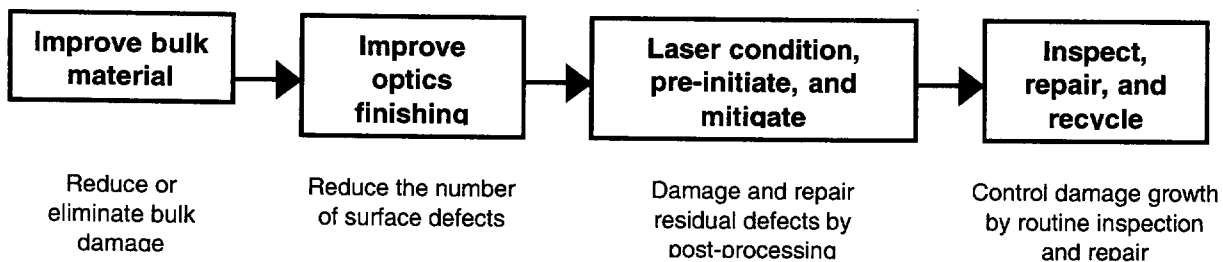 Improve bulk
material
Improve
optics
finishing
Laser condition,
pre-initiate, and
mitigate
Inspect,
repair, and
recycle
Reduce or
eliminate bulk
damage
Reduce the number
of surface defects
Damage and repair
residual defects by
post-processing
Control damage growth
by routine inspection
and repair